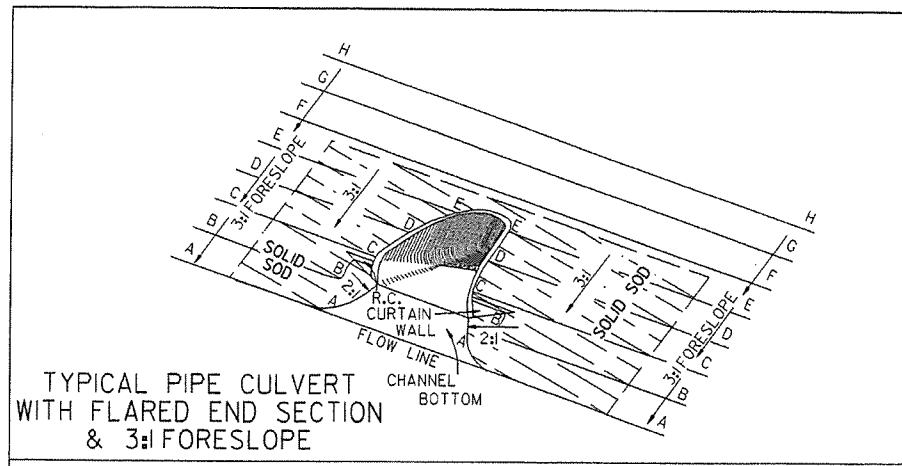 H
G
F
E
D
C
B
A
3:1 FORESLOPE
3:1
SOLID
SOD
2:1
A
B
C
D
E
E
D
C
B
A
R.C.
CURTAIN
WALL
2:1
FLOW LINE
CHANNEL
BOTTOM
3:1
SOLID SOD
3:1 FORESLOPE
H
G
F
E
D
C
B
A
TYPICAL PIPE CULVERT
WITH FLARED END SECTION
& 3:1 FORESLOPE